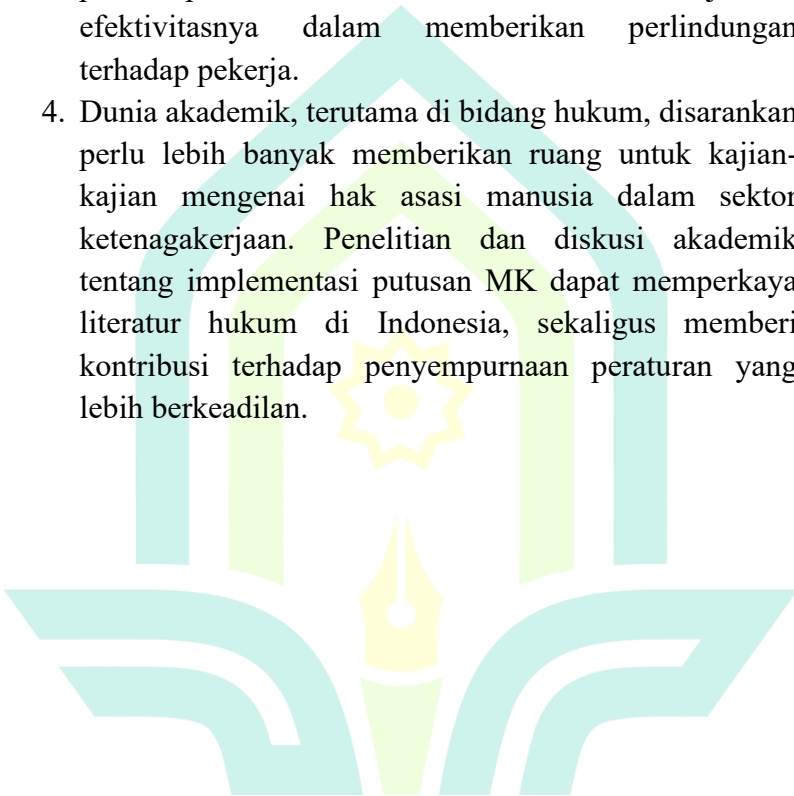 efektivitasnya dalam memberikan perlindungan
terhadap pekerja.
4. Dunia akademik, terutama di bidang hukum, disarankan
perlu lebih banyak memberikan ruang untuk kajian-
kajian mengenai hak asasi manusia dalam sektor
ketenagakerjaan. Penelitian dan diskusi akademik
tentang implementasi putusan MK dapat memperkaya
literatur hukum di Indonesia, sekaligus memberi
kontribusi terhadap penyempurnaan peraturan yang
lebih berkeadilan.